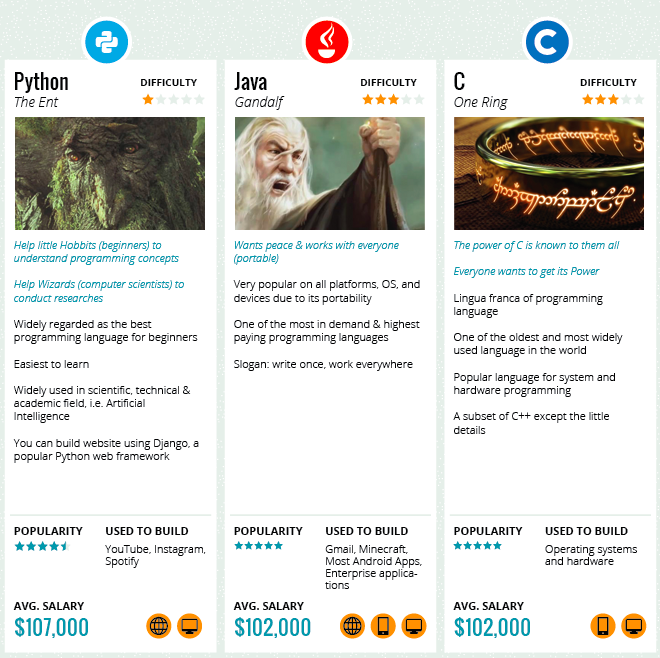 Python
The Ent
DIFFICULTY
Help little Hobbits (beginners) to
understand programming concepts
Help Wizards (computer scientists) to
conduct researches
Widely regarded as the best
programming language for beginners
Easiest to learn
Widely used in scientific, technical &
academic field, i.e. Artificial
Intelligence
You can build website using Django, a
popular Python web framework
POPULARITY
USED TO BUILD
YouTube, Instagram,
Spotify
AVG. SALARY
$107,000
Java
Gandalf
DIFFICULTY
Wants peace & works with everyone
(portable)
Very popular on all platforms, OS, and
devices due to its portability
One of the most in demand & highest
paying programming languages
Slogan: write once, work everywhere
POPULARITY
USED TO BUILD
Gmail, Minecraft,
Most Android Apps,
Enterprise applica-
tions
AVG. SALARY
$102,000
C
C
One Ring
DIFFICULTY
The power of C is known to them all
Everyone wants to get its Power
Lingua franca of programming
language
One of the oldest and most widely
used language in the world
Popular language for system and
hardware programming
A subset of C++ except the little
details
POPULARITY
USED TO BUILD
Operating systems
and hardware
AVG. SALARY
$102,000